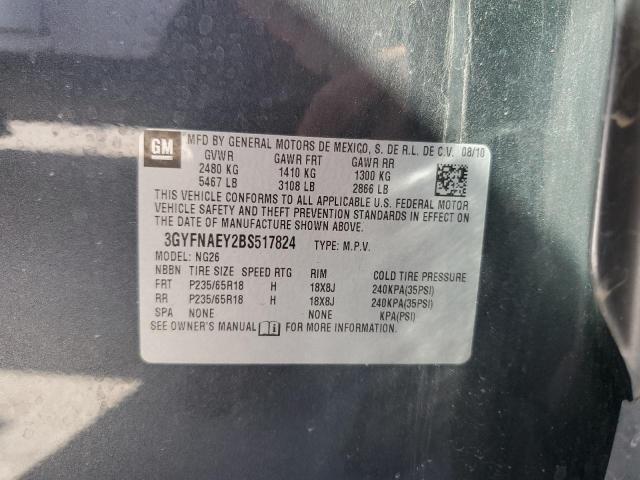 GM
MFD BY GENERAL MOTORS DE MEXICO, S. DE R.L. DE C.V. 08/10
GVWR GAWR FRT GAWR RR
2480 KG 1410 KG 1300 KG
5467 LB 3108 LB 2866 LB
THIS VEHICLE CONFORMS TO ALL APPLICABLE U.S. FEDERAL MOTOR
VEHICLE SAFETY AND THEFT PREVENTION STANDARDS IN EFFECT ON
THE DATE OF MANUFACTURE SHOWN ABOVE.
3GYFNAEY2BS517824 TYPE: M.P.V.
MODEL: NG26
NBBN TIRE SIZE SPEED RTG RIM COLD TIRE PRESSURE
FRT P235/65R18 H 18X8J 240KPA(35PSI)
RR P235/65R18 H 18X8J 240KPA(35PSI)
SPA NONE NONE KPA(PSI)
SEE OWNER'S MANUAL FOR MORE INFORMATION.